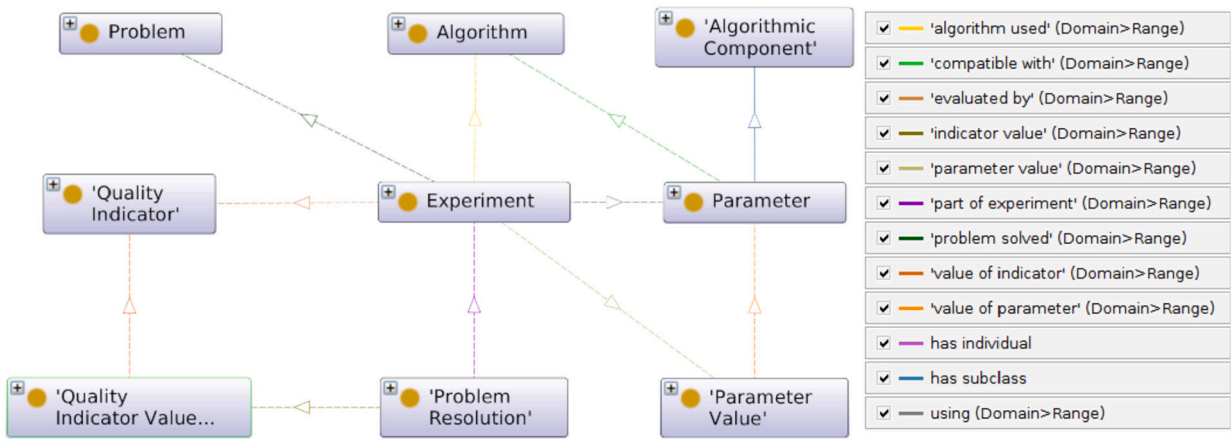 Problem
Algorithm
'Algorithmic
Component'
'Quality
Indicator'
Experiment
Parameter
'Quality
Indicator Value...
'Problem
Resolution'
'Parameter
Value'
'algorithm used' (Domain>Range)
'compatible with' (Domain>Range)
'evaluated by' (Domain>Range)
'indicator value' (Domain>Range)
'parameter value' (Domain>Range)
'part of experiment' (Domain>Range)
'problem solved' (Domain>Range)
'value of indicator' (Domain>Range)
'value of parameter' (Domain>Range)
has individual
has subclass
using (Domain>Range)